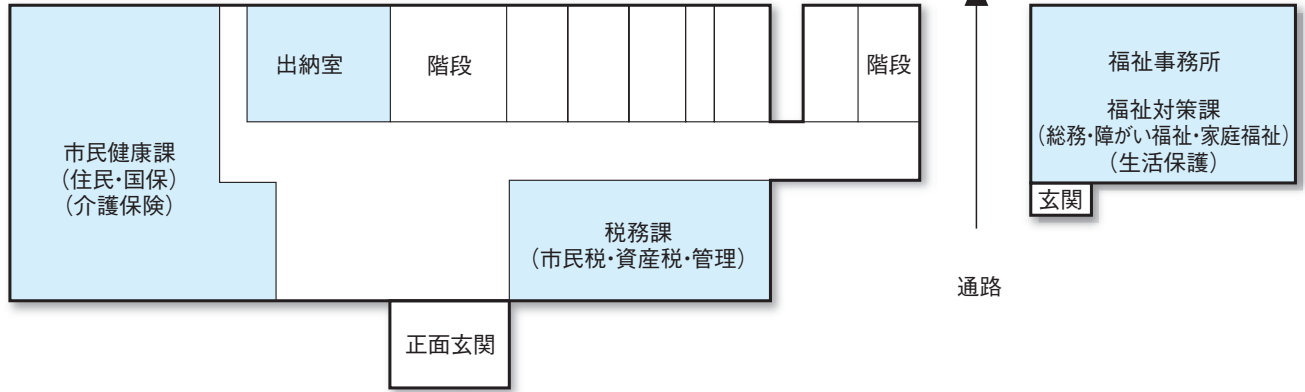 出納室
階段
階段
市民健康課
（住民・国保）
（介護保険）
税務課
（市民税・資産税・管理）
正面玄関
通路
福祉事務所
福祉対策課
（総務・障がい福祉・家庭福祉）
（生活保護）
玄関